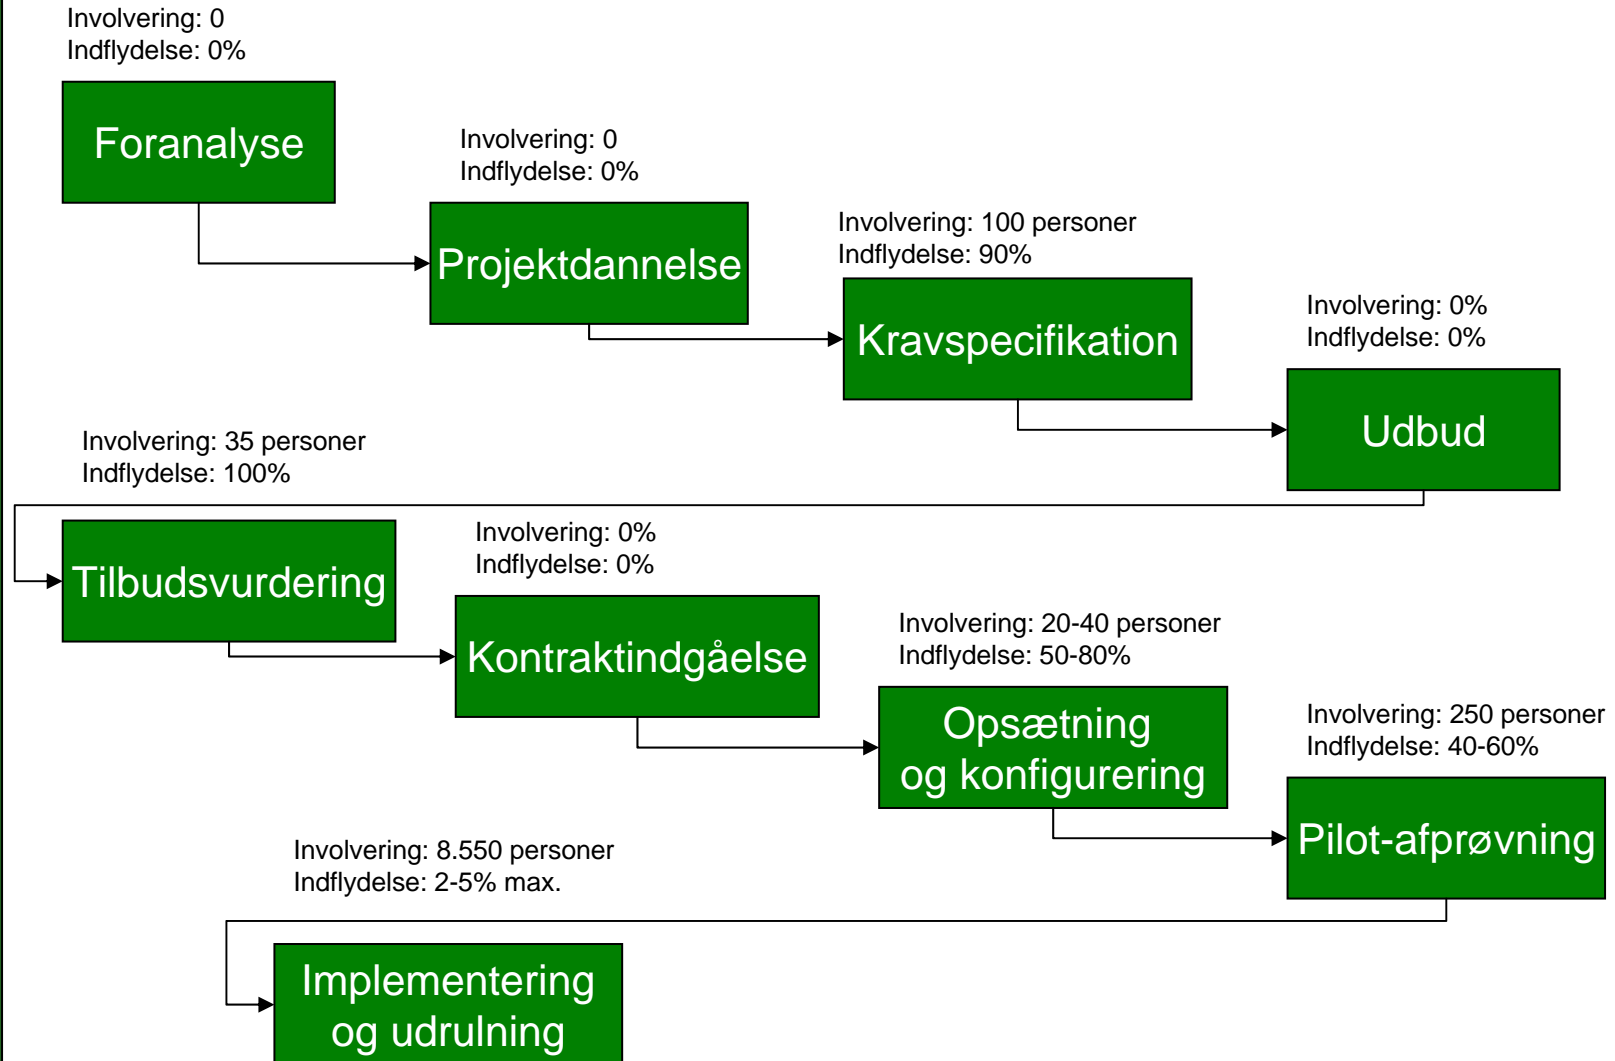 Involvering: 0
Indflydelse: 0%
Foranalyse
Involvering: 0
Indflydelse: 0%
Projektdannelse
Involvering: 100 personer
Indflydelse: 90%
Kravspecifikation
Involvering: 0%
Indflydelse: 0%
Udbud
Involvering: 35 personer
Indflydelse: 100%
Tilbudsvurdering
Involvering: 0%
Indflydelse: 0%
Kontraktindgåelse
Involvering: 20-40 personer
Indflydelse: 50-80%
Opsætning
og konfigurering
Involvering: 250 personer
Indflydelse: 40-60%
Pilot-afprøvning
Involvering: 8.550 personer
Indflydelse: 2-5% max.
Implementering
og udrulning